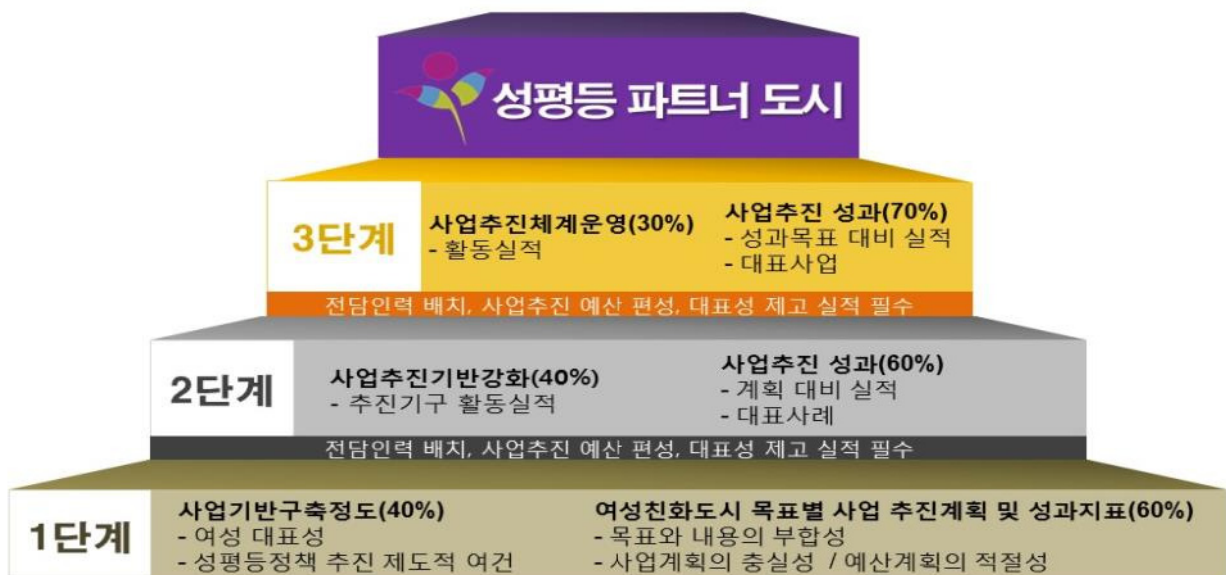 성평등 파트너 도시
3단계
사업추진체계운영(30%)
- 활동실적
사업추진 성과(70%)
- 성과목표 대비 실적
- 대표사업
전담인력 배치, 사업추진 예산 편성, 대표성 제고 실적 필수
2단계
사업추진기반강화(40%)
- 추진기구 활동실적
사업추진 성과(60%)
- 계획 대비 실적
- 대표사례
전담인력 배치, 사업추진 예산 편성, 대표성 제고 실적 필수
1단계
사업기반구축정도(40%)
- 여성 대표성
- 성평등정책 추진 제도적 여건
여성친화도시 목표별 사업 추진계획 및 성과지표(60%)
- 목표와 내용의 부합성
- 사업계획의 충실성 / 예산계획의 적절성